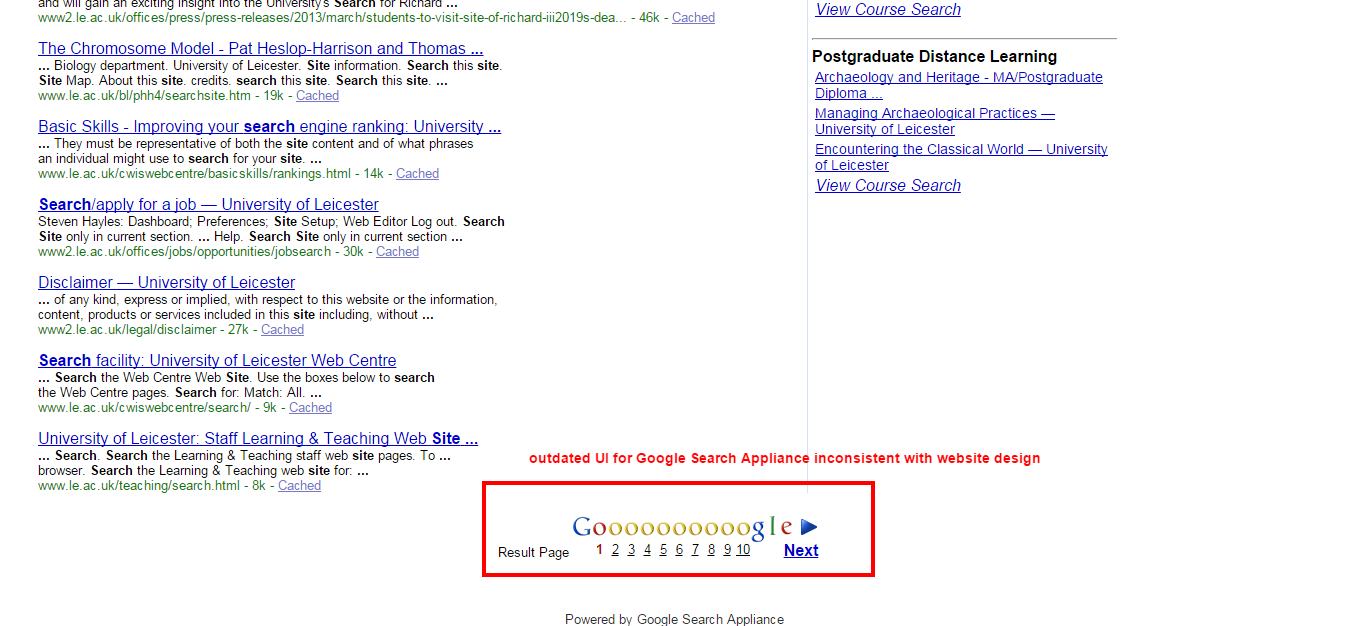 and will gain an exciting insight into the University's Search for Richard ...
www2.le.ac.uk/offices/press/press-releases/2013/march/students-to-visit-site-of-richard-iii2019s-dea... - 46k - Cached
The Chromosome Model - Pat Heslop-Harrison and Thomas ...
... Biology department. University of Leicester. Site information. Search this site.
Site Map. About this site. credits. search this site. Search this site. ...
www.le.ac.uk/bl/phh4/searchsite.htm - 19k - Cached
Basic Skills - Improving your search engine ranking: University ...
... They must be representative of both the site content and of what phrases
an individual might use to search for your site. ...
www.le.ac.uk/cwiswebcentre/basicskills/rankings.html - 14k - Cached
Search/apply for a job — University of Leicester
Steven Hayles: Dashboard; Preferences; Site Setup; Web Editor Log out. Search
Site only in current section. ... Help. Search Site only in current section ...
www2.le.ac.uk/offices/jobs/opportunities/jobsearch - 30k - Cached
Disclaimer — University of Leicester
... of any kind, express or implied, with respect to this website or the information,
content, products or services included in this site including, without ...
www2.le.ac.uk/legal/disclaimer - 27k - Cached
Search facility: University of Leicester Web Centre
... Search the Web Centre Web Site. Use the boxes below to search
the Web Centre pages. Search for: Match: All. ...
www.le.ac.uk/cwiswebcentre/search/ - 9k - Cached
University of Leicester: Staff Learning & Teaching Web Site ...
... Search. Search the Learning & Teaching staff web site pages. To ...
browser. Search the Learning & Teaching web site for: ...
www.le.ac.uk/teaching/search.html - 8k - Cached
View Course Search
Postgraduate Distance Learning
Archaeology and Heritage - MA/Postgraduate
Diploma ...
Managing Archaeological Practices —
University of Leicester
Encountering the Classical World — University
of Leicester
View Course Search
outdated UI for Google Search Appliance inconsistent with website design
Goooooooooogle
Result Page 1 2 3 4 5 6 7 8 9 10 Next
Powered by Google Search Appliance